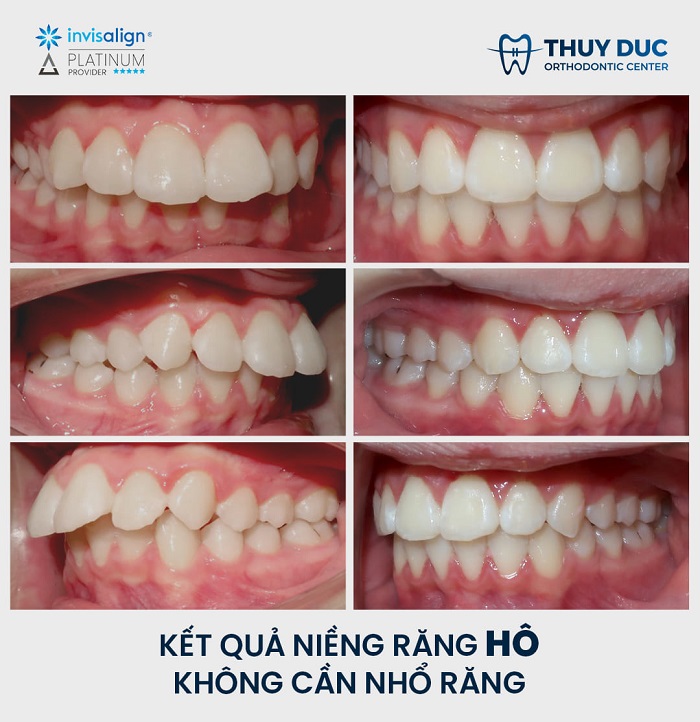 invisalign®
PLATINUM
PROVIDER
THUY DUC
ORTHODONTIC CENTER
KẾT QUẢ NIỀNG RĂNG HÔ
KHÔNG CẦN NHỔ RĂNG